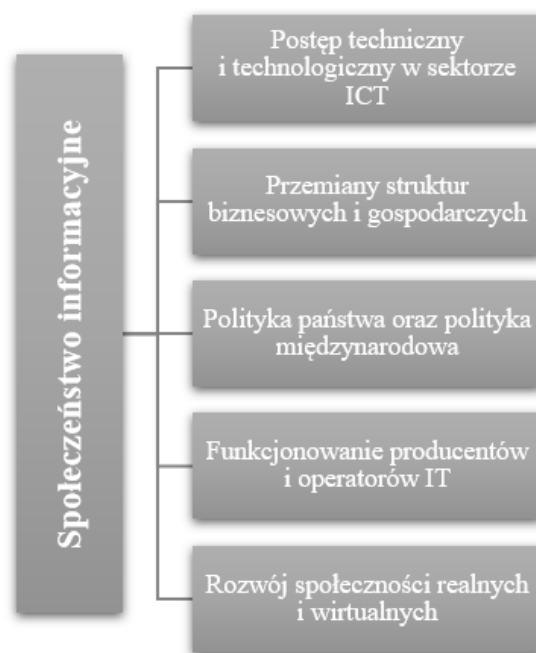 Społeczeństwo informacyjne
Postęp techniczny
i technologiczny w sektorze
ICT
Przemiany struktur
biznesowych i gospodarczych
Polityka państwa oraz polityka
międzynarodowa
Funkcjonowanie producentów
i operatorów IT
Rozwój społeczności realnych
i wirtualnych